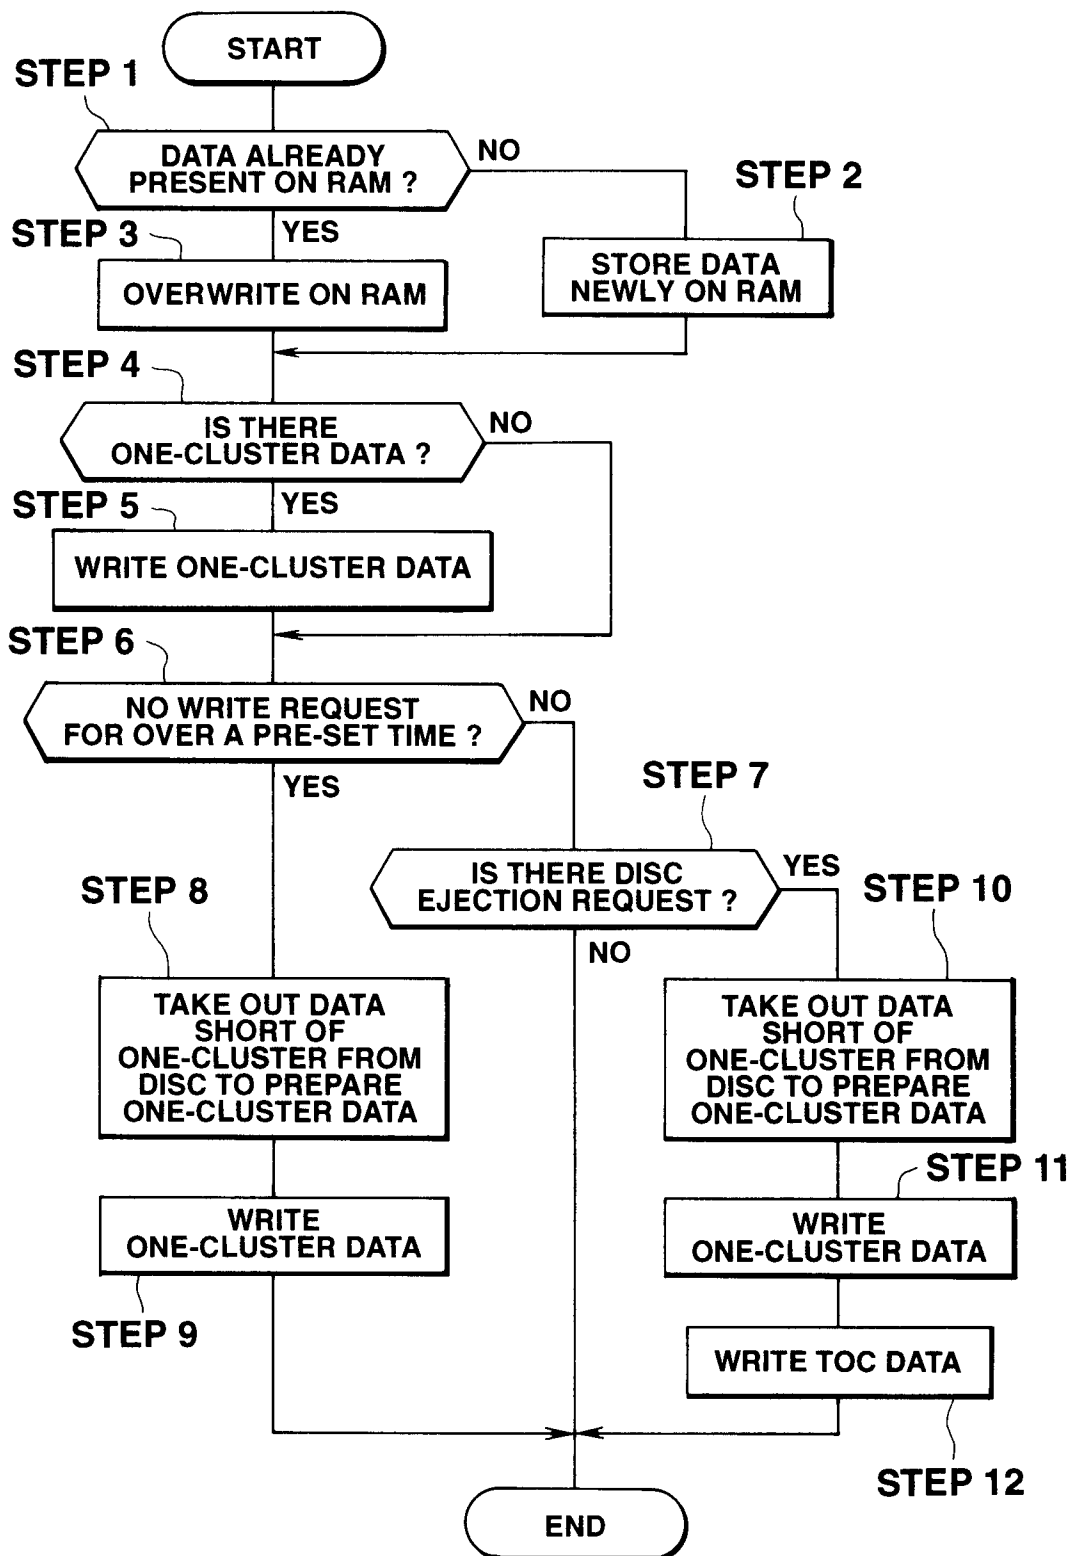 START
STEP 1
DATA ALREADY
PRESENT ON RAM ?
NO
STEP 2
YES
STEP 3
STORE DATA
NEWLY ON RAM
OVERWRITE ON RAM
STEP 4
IS THERE
ONE-CLUSTER DATA ?
NO
YES
STEP 5
WRITE ONE-CLUSTER DATA
STEP 6
NO WRITE REQUEST
FOR OVER A PRE-SET TIME ?
NO
YES
STEP 7
IS THERE DISC
EJECTION REQUEST ?
YES
NO
STEP 8
STEP 10
TAKE OUT DATA
SHORT OF
ONE-CLUSTER FROM
DISC TO PREPARE
ONE-CLUSTER DATA
TAKE OUT DATA
SHORT OF
ONE-CLUSTER FROM
DISC TO PREPARE
ONE-CLUSTER DATA
STEP 11
WRITE
ONE-CLUSTER DATA
WRITE
ONE-CLUSTER DATA
STEP 9
WRITE TOC DATA
STEP 12
END